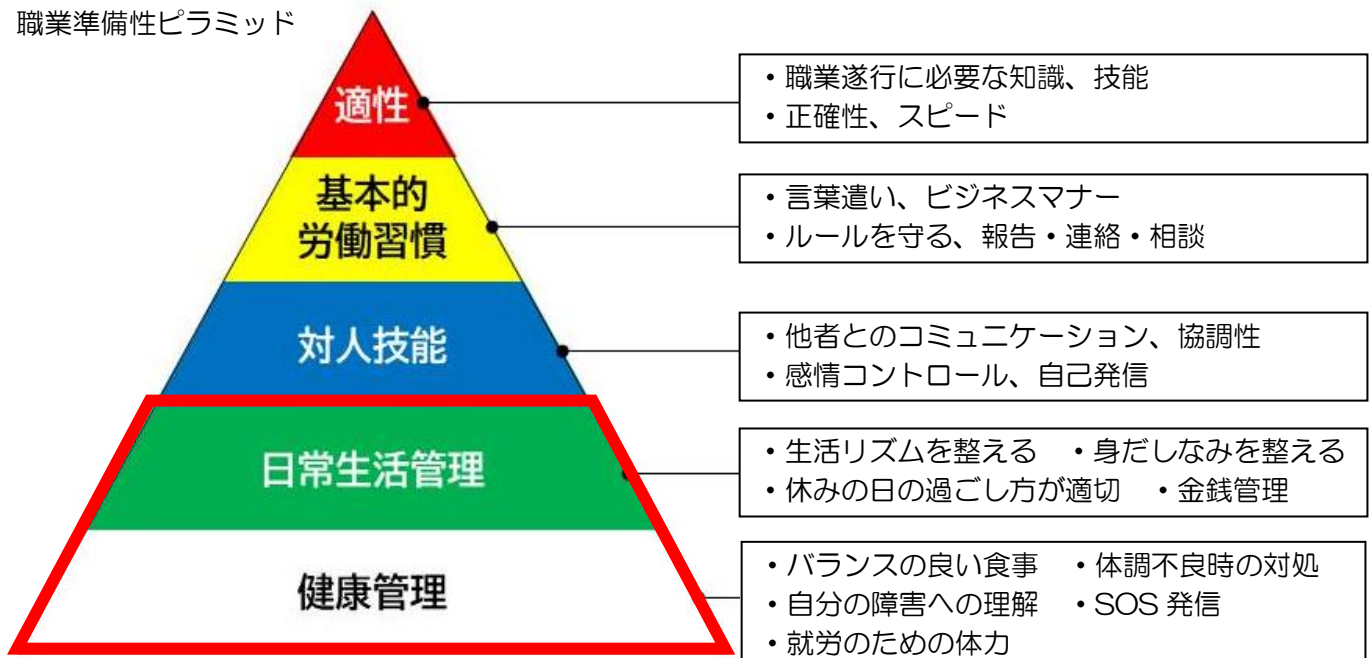 職業準備性ピラミッド
適性
・職業遂行に必要な知識、技能
・正確性、スピード
基本的
労働習慣
・言葉遣い、ビジネスマナー
・ルールを守る、報告・連絡・相談
対人技能
・他者とのコミュニケーション、協調性
・感情コントロール、自己発信
日常生活管理
・生活リズムを整える ・身だしなみを整える
・休みの日の過ごし方が適切 ・金銭管理
健康管理
・バランスの良い食事 ・体調不良時の対処
・自分の障害への理解 ・SOS 発信
・就労のための体力